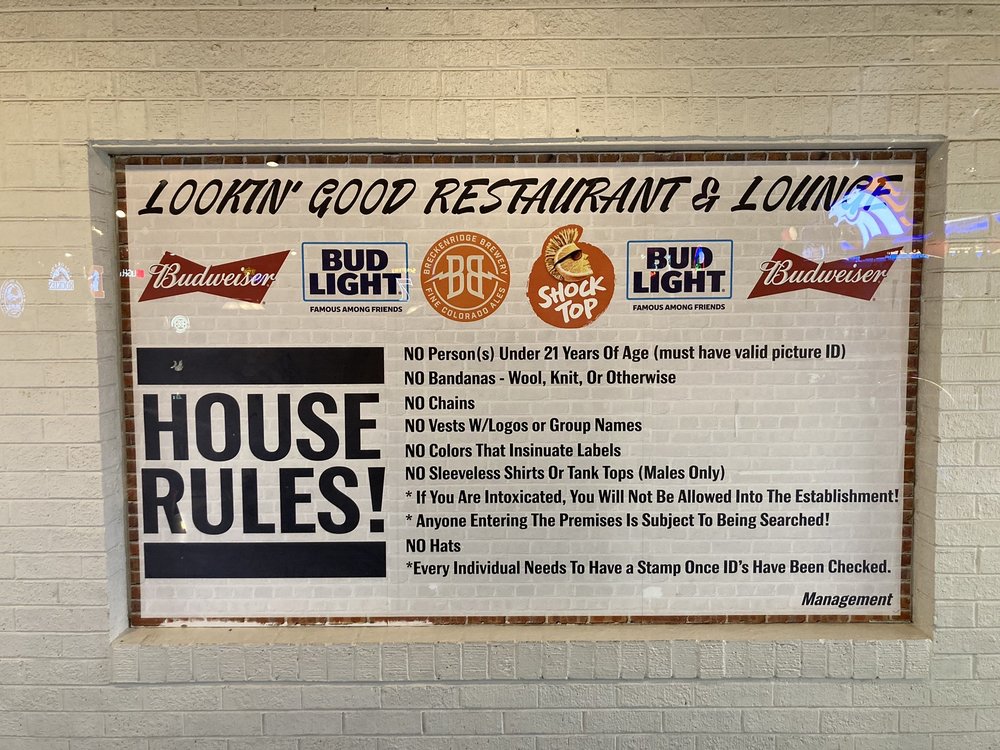 LOOKIN' GOOD RESTAURANT & LOUNGE
Budwei​ser
BUD LIGHT
FAMOUS AMONG FRIENDS
BRECKENRIDGE BREWERY
BB
FINE COLORADO ALES
SHOCK TOP
BUD LIGHT
FAMOUS AMONG FRIENDS
Budweiser
HOUSE RULES!
NO Person(s) Under 21 Years Of Age (must have valid picture ID)
NO Bandanas - Wool, Knit, Or Otherwise
NO Chains
NO Vests W/Logos or Group Names
NO Colors That Insinuate Labels
NO Sleeveless Shirts Or Tank Tops (Males Only)
* If You Are Intoxicated, You Will Not Be Allowed Into The Establishment!
* Anyone Entering The Premises Is Subject To Being Searched!
NO Hats
*Every Individual Needs To Have a Stamp Once ID's Have Been Checked.
Management